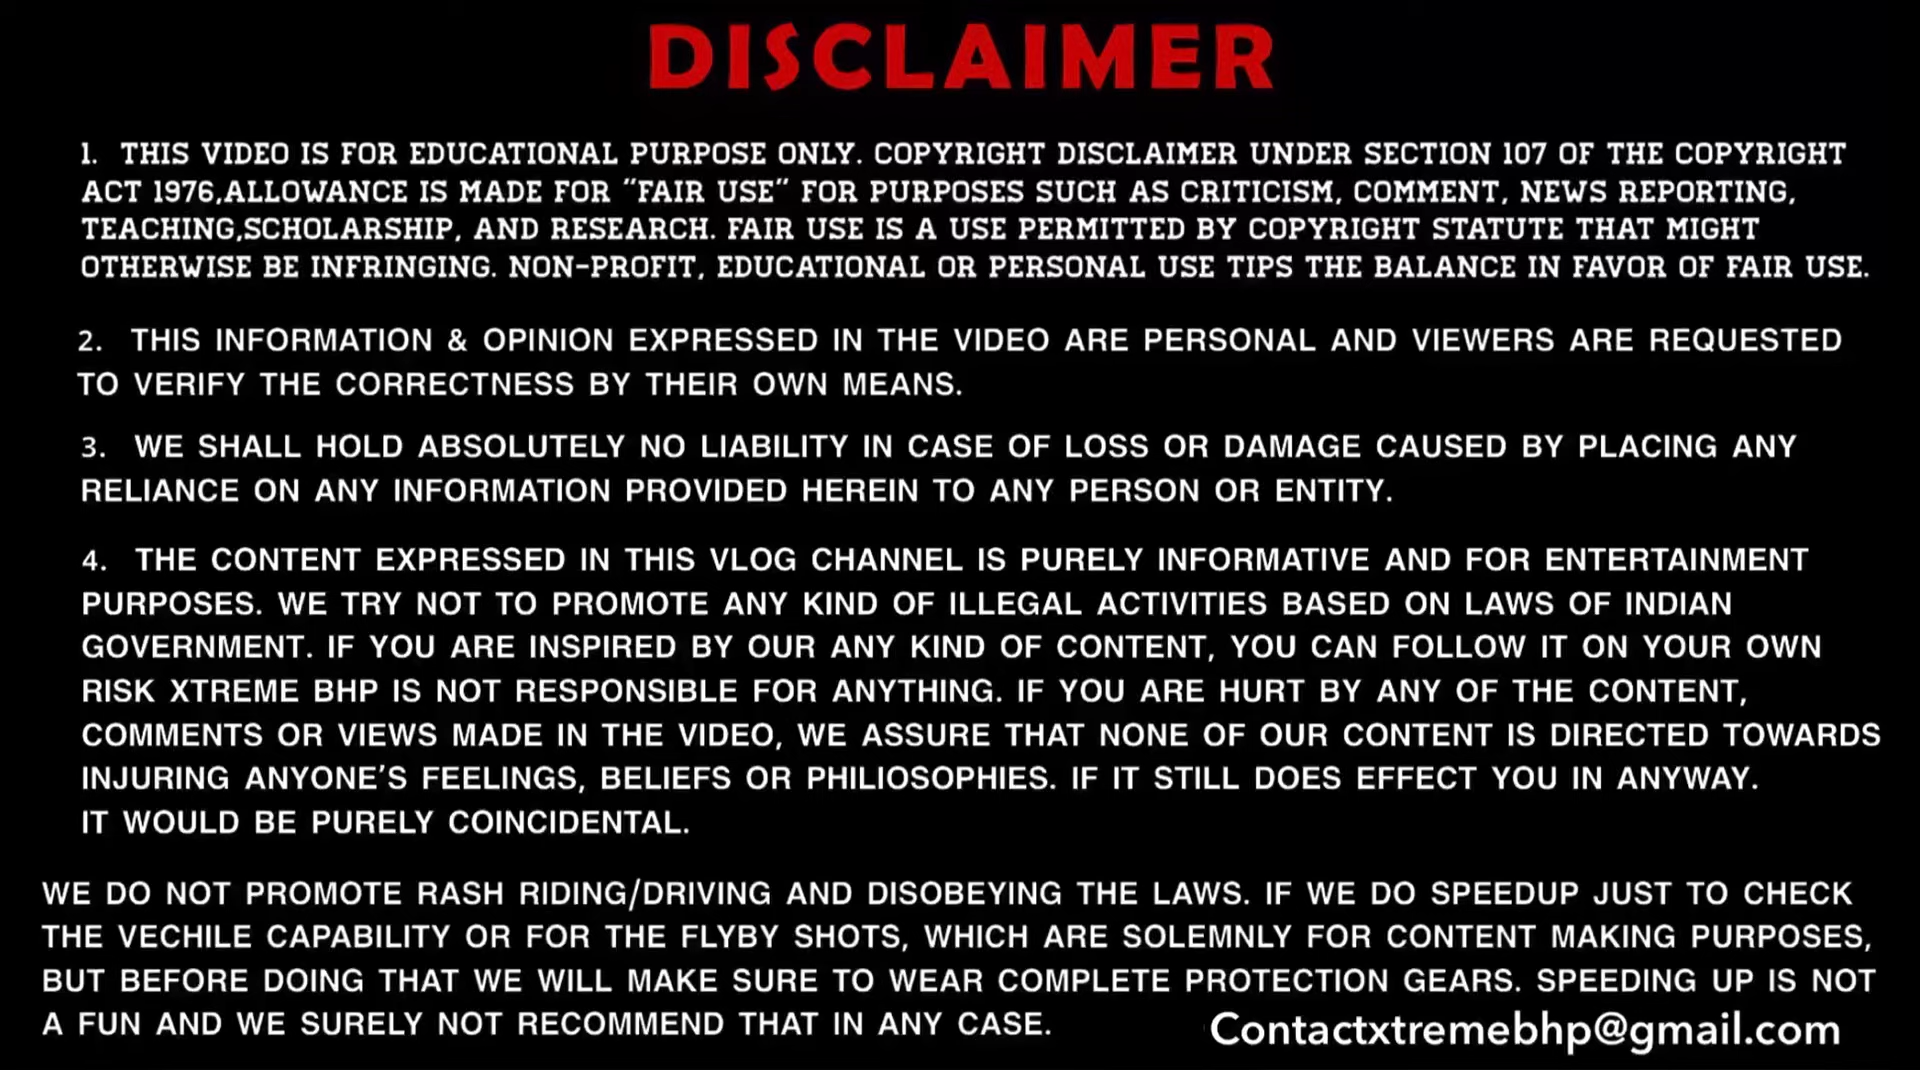 DISCLAIMER
1. THIS VIDEO IS FOR EDUCATIONAL PURPOSE ONLY. COPYRIGHT DISCLAIMER UNDER SECTION 107 OF THE COPYRIGHT
ACT 1976,ALLOWANCE IS MADE FOR "FAIR USE" FOR PURPOSES SUCH AS CRITICISM, COMMENT, NEWS REPORTING,
TEACHING,SCHOLARSHIP, AND RESEARCH. FAIR USE IS A USE PERMITTED BY COPYRIGHT STATUTE THAT MIGHT
OTHERWISE BE INFRINGING. NON-PROFIT, EDUCATIONAL OR PERSONAL USE TIPS THE BALANCE IN FAVOR OF FAIR USE.
2. THIS INFORMATION & OPINION EXPRESSED IN THE VIDEO ARE PERSONAL AND VIEWERS ARE REQUESTED
TO VERIFY THE CORRECTNESS BY THEIR OWN MEANS.
3. WE SHALL HOLD ABSOLUTELY NO LIABILITY IN CASE OF LOSS OR DAMAGE CAUSED BY PLACING ANY
RELIANCE ON ANY INFORMATION PROVIDED HEREIN TO ANY PERSON OR ENTITY.
4. THE CONTENT EXPRESSED IN THIS VLOG CHANNEL IS PURELY INFORMATIVE AND FOR ENTERTAINMENT
PURPOSES. WE TRY NOT TO PROMOTE ANY KIND OF ILLEGAL ACTIVITIES BASED ON LAWS OF INDIAN
GOVERNMENT. IF YOU ARE INSPIRED BY OUR ANY KIND OF CONTENT, YOU CAN FOLLOW IT ON YOUR OWN
RISK XTREME BHP IS NOT RESPONSIBLE FOR ANYTHING. IF YOU ARE HURT BY ANY OF THE CONTENT,
COMMENTS OR VIEWS MADE IN THE VIDEO, WE ASSURE THAT NONE OF OUR CONTENT IS DIRECTED TOWARDS
INJURING ANYONE'S FEELINGS, BELIEFS OR PHILIOSOPHIES. IF IT STILL DOES EFFECT YOU IN ANYWAY.
IT WOULD BE PURELY COINCIDENTAL.
WE DO NOT PROMOTE RASH RIDING/DRIVING AND DISOBEYING THE LAWS. IF WE DO SPEEDUP JUST TO CHECK
THE VECHILE CAPABILITY OR FOR THE FLYBY SHOTS, WHICH ARE SOLEMNLY FOR CONTENT MAKING PURPOSES,
BUT BEFORE DOING THAT WE WILL MAKE SURE TO WEAR COMPLETE PROTECTION GEARS. SPEEDING UP IS NOT
A FUN AND WE SURELY NOT RECOMMEND THAT IN ANY CASE.
Contactxtremebhp@gmail.com